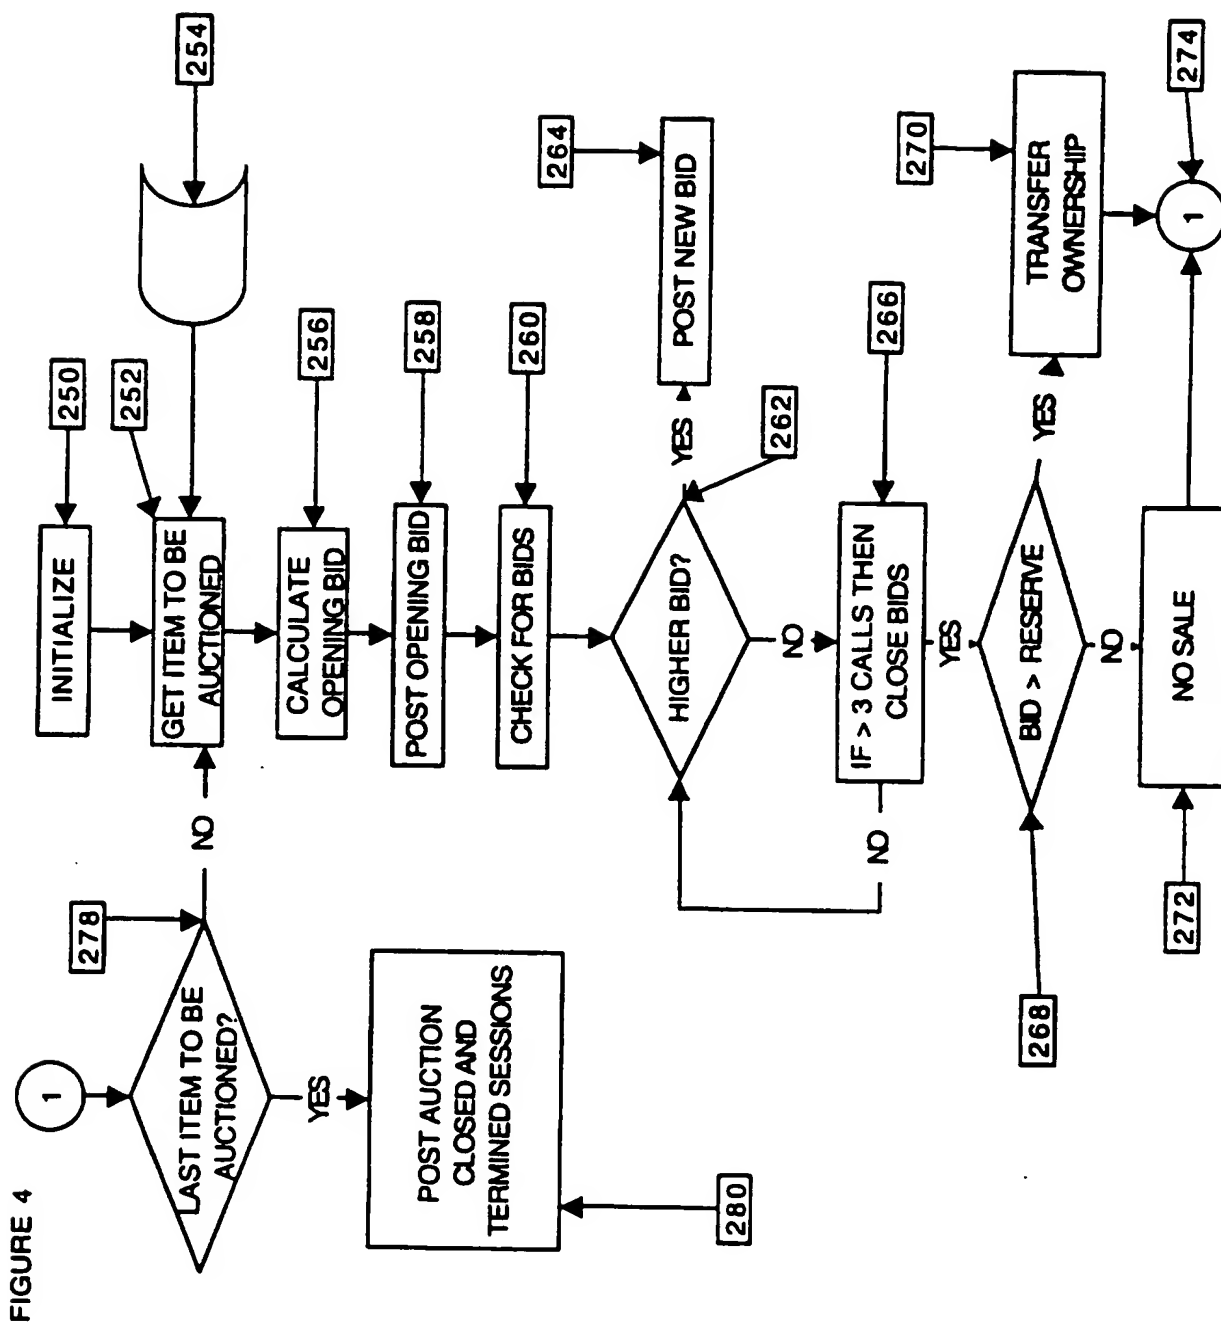 FIGURE 4
1
278
LAST ITEM TO BE
AUCTIONED?
NO
YES
POST AUCTION
CLOSED AND
TERMINED SESSIONS
280
INITIALIZE
250
252
254
GET ITEM TO BE
AUCTIONED
CALCULATE
OPENING BID
256
POST OPENING BID
258
CHECK FOR BIDS
260
HIGHER BID?
262
YES
POST NEW BID
264
NO
IF > 3 CALLS THEN
CLOSE BIDS
266
NO
YES
BID > RESERVE
268
YES
TRANSFER
OWNERSHIP
270
NO
NO SALE
272
1
274